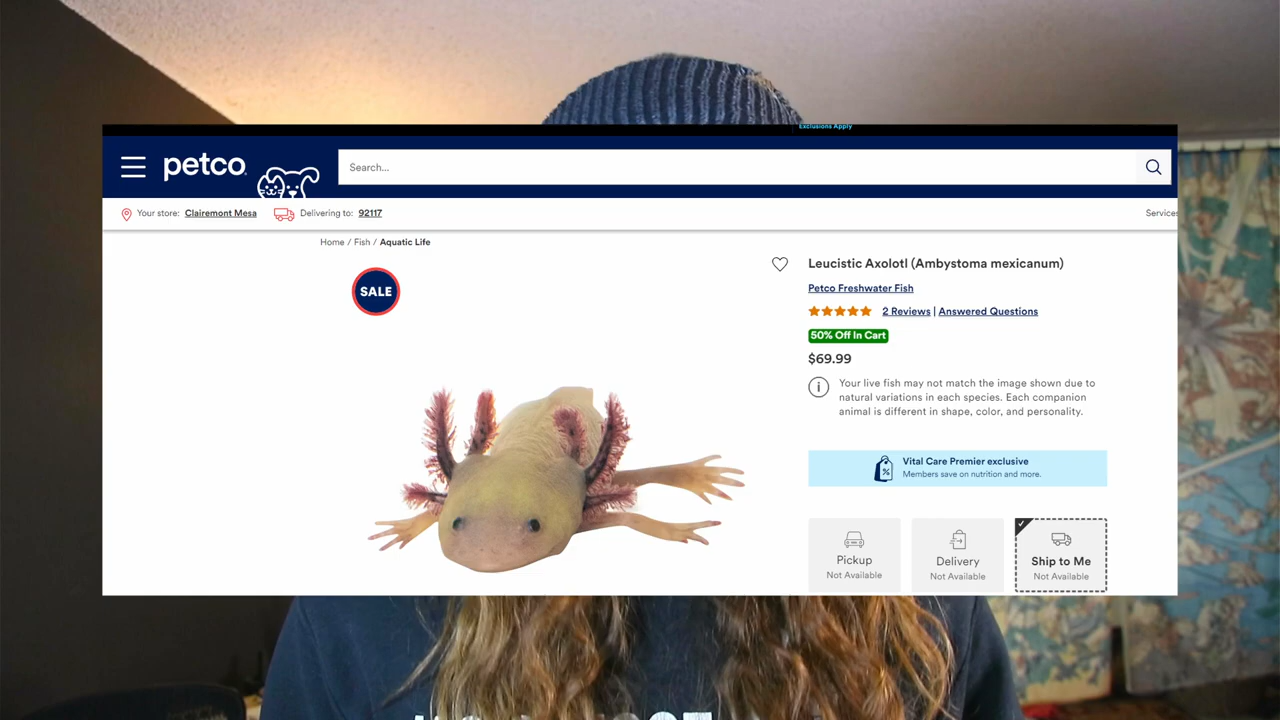 Exclusions Apply
petco
Search...
Your store: Clairemont Mesa Delivering to: 92117 Services
Home / Fish / Aquatic Life
SALE
Leucistic Axolotl (Ambystoma mexicanum)
Petco Freshwater Fish
2 Reviews | Answered Questions
50% Off In Cart
$69.99
Your live fish may not match the image shown due to
natural variations in each species. Each companion
animal is different in shape, color, and personality.
Vital Care Premier exclusive
Members save on nutrition and more.
Pickup
Not Available
Delivery
Not Available
Ship to Me
Not Available